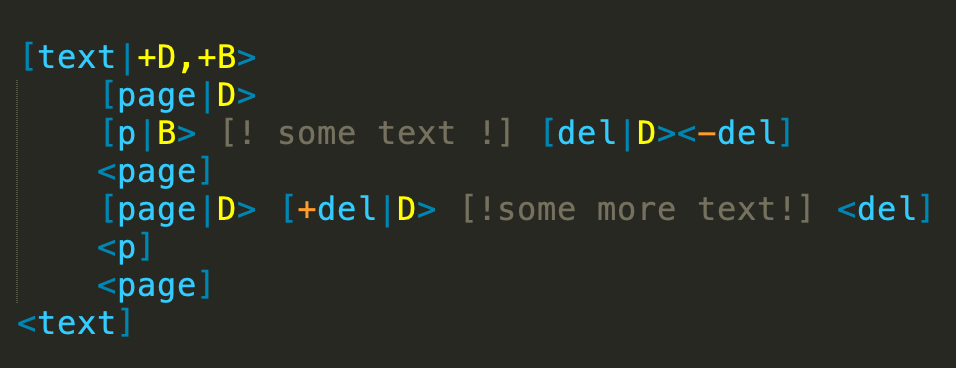 [text|+D,+B>
[page|D>
[p|B> [! some text !] [del|D><-del]
<page]
[page|D> [+del|D> [!some more text!] <del]
<p]
<page]
<text]